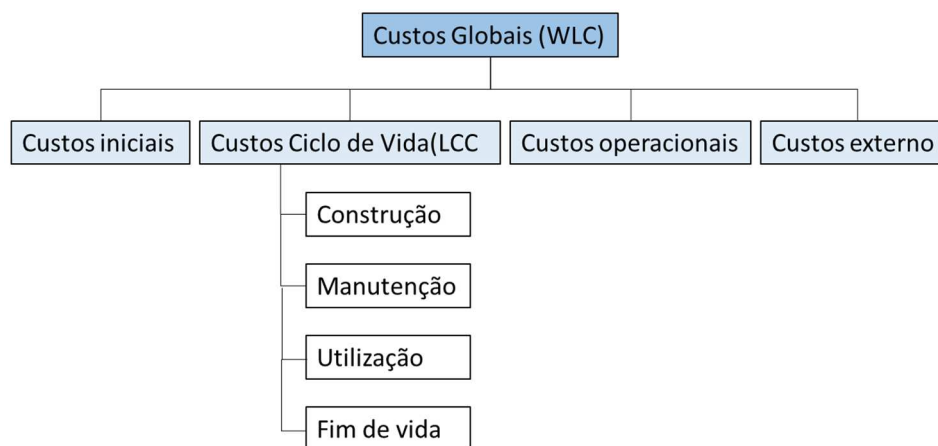 Custos Globais (WLC)
Custos iniciais
Custos Ciclo de Vida(LCC
Custos operacionais
Custos externo
Construção
Manutenção
Utilização
Fim de vida